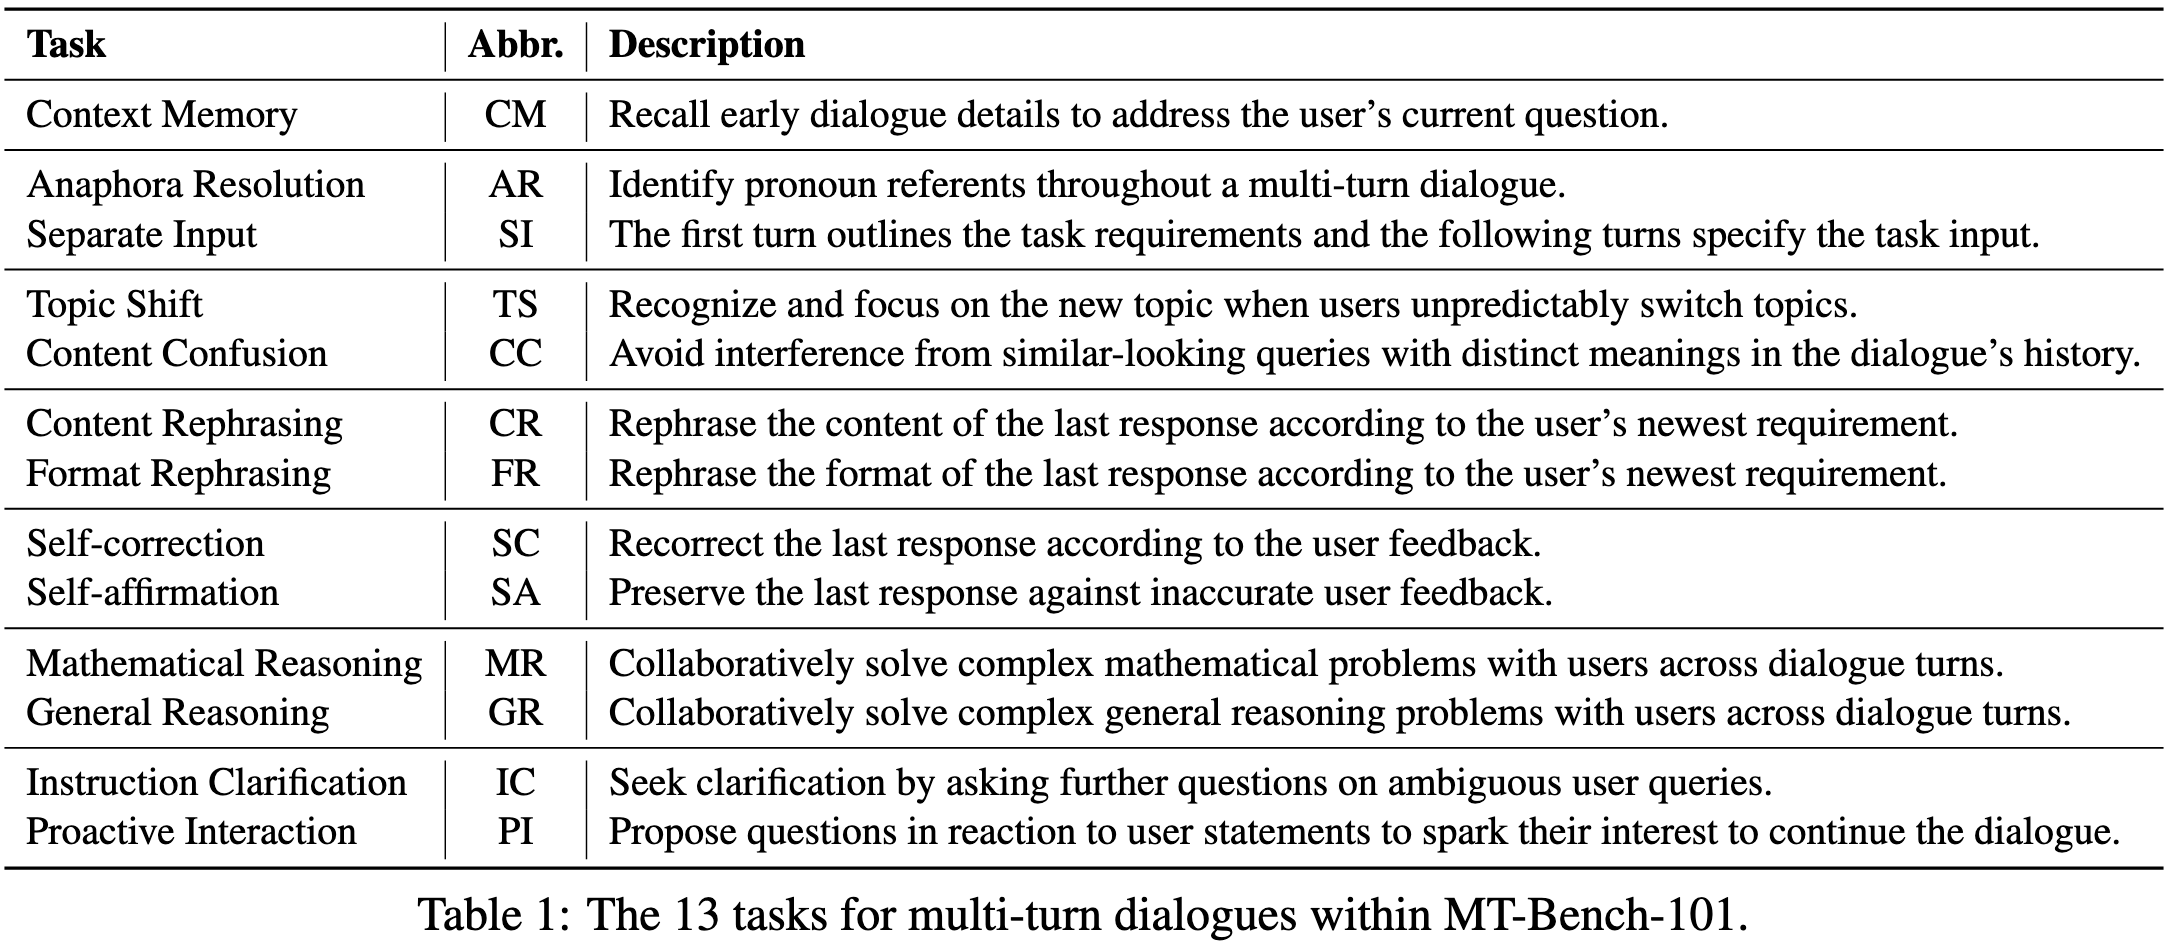 Task Abbr. Description
Context Memory CM Recall early dialogue details to address the user’s current question.
Anaphora Resolution AR Identify pronoun referents throughout a multi-turn dialogue.
Separate Input SI The first turn outlines the task requirements and the following turns specify the task input.
Topic Shift TS Recognize and focus on the new topic when users unpredictably switch topics.
Content Confusion CC Avoid interference from similar-looking queries with distinct meanings in the dialogue’s history.
Content Rephrasing CR Rephrase the content of the last response according to the user’s newest requirement.
Format Rephrasing FR Rephrase the format of the last response according to the user’s newest requirement.
Self-correction SC Recorrect the last response according to the user feedback.
Self-affirmation SA Preserve the last response against inaccurate user feedback.
Mathematical Reasoning MR Collaboratively solve complex mathematical problems with users across dialogue turns.
General Reasoning GR Collaboratively solve complex general reasoning problems with users across dialogue turns.
Instruction Clarification IC Seek clarification by asking further questions on ambiguous user queries.
Proactive Interaction PI Propose questions in reaction to user statements to spark their interest to continue the dialogue.
Table 1: The 13 tasks for multi-turn dialogues within MT-Bench-101.